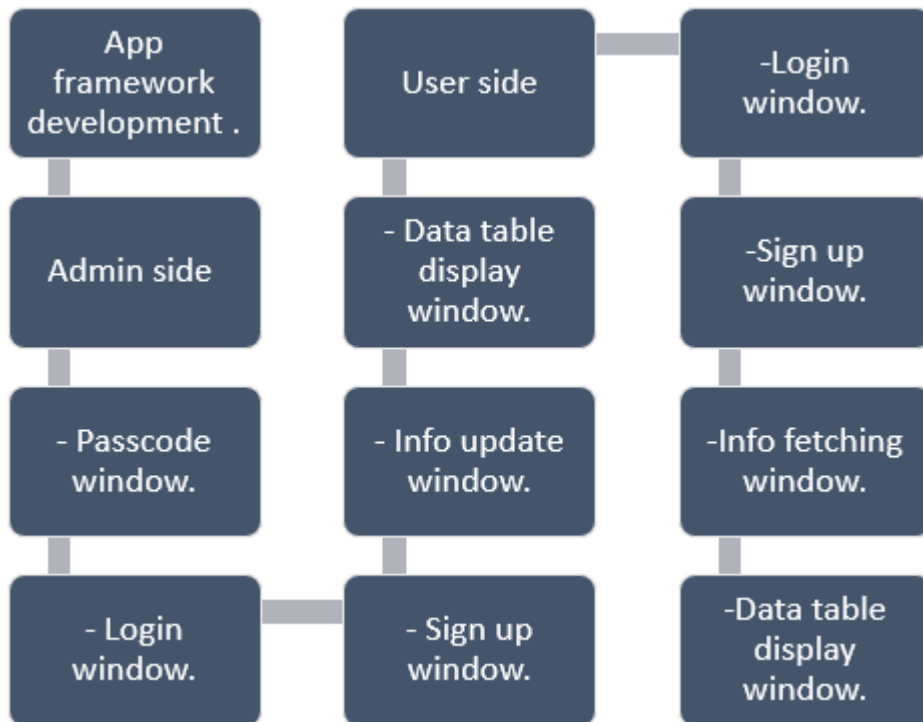 App
framework
development .
Admin side
- Passcode
window.
- Login
window.
- Sign up
window.
- Info update
window.
- Data table
display
window.
User side
-Login
window.
-Sign up
window.
-Info fetching
window.
-Data table
display
window.